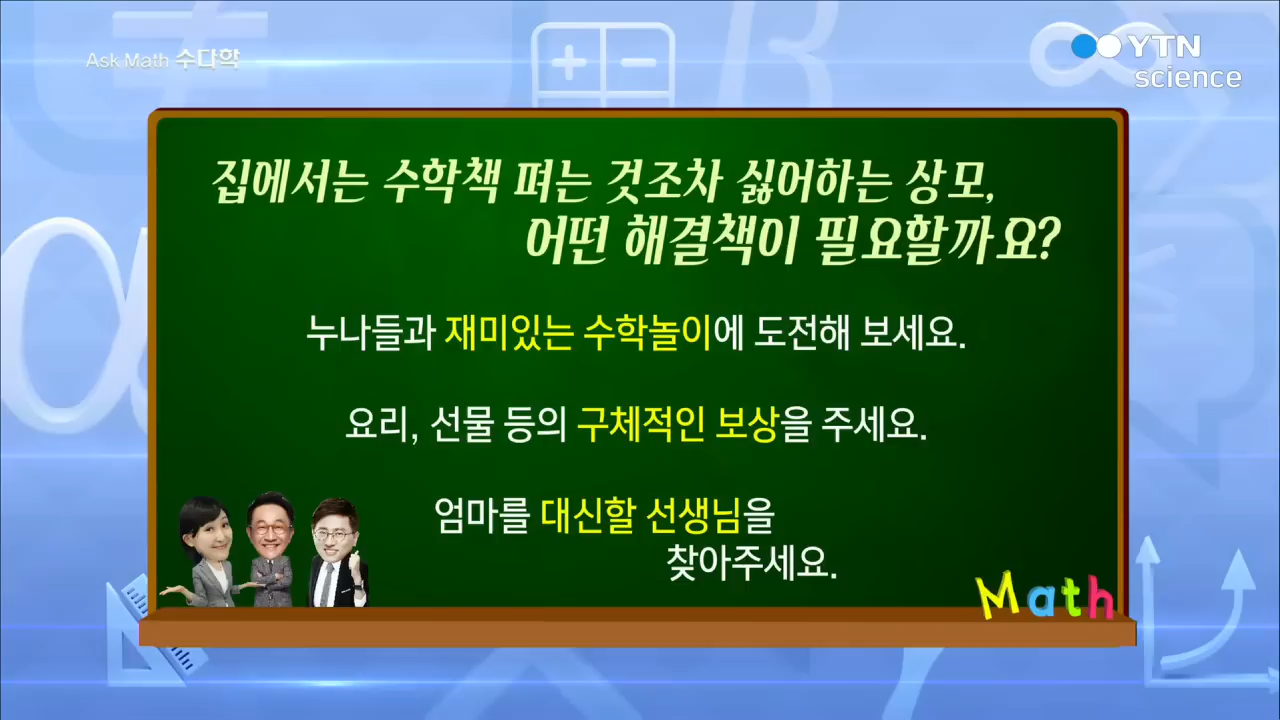 Ask Math 수다학
YTN
science
집에서는 수학책 펴는 것조차 싫어하는 상모,
어떤 해결책이 필요할까요?
누나들과 재미있는 수학놀이에 도전해 보세요.
요리, 선물 등의 구체적인 보상을 주세요.
엄마를 대신할 선생님을
찾아주세요.
Math